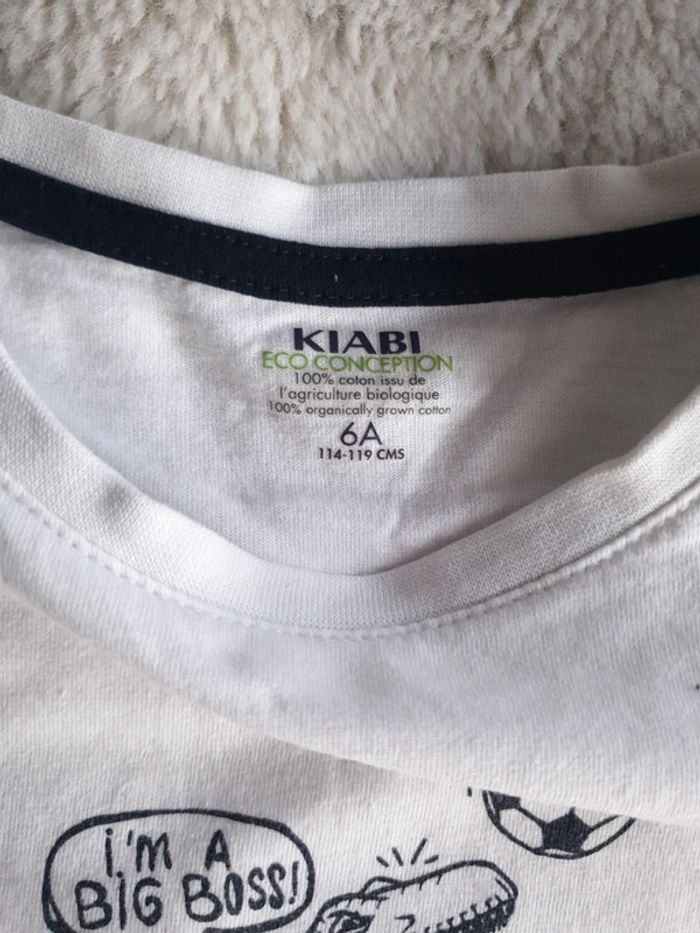 KIABI
ECO CONCEPTION
100% coton issu de
l'agriculture biologique
100% organically grown cotton
6A
114-119 CMS
i'M A
BiG BOSS!